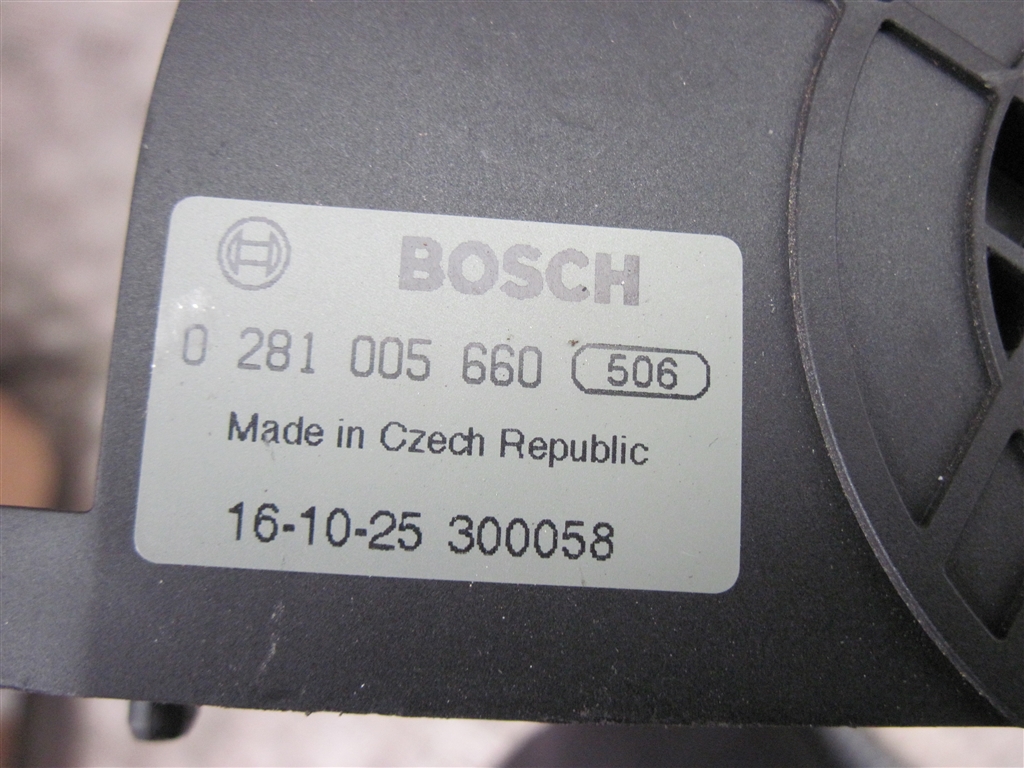 BOSCH
0 281 005 660 506
Made in Czech Republic
16-10-25 300058